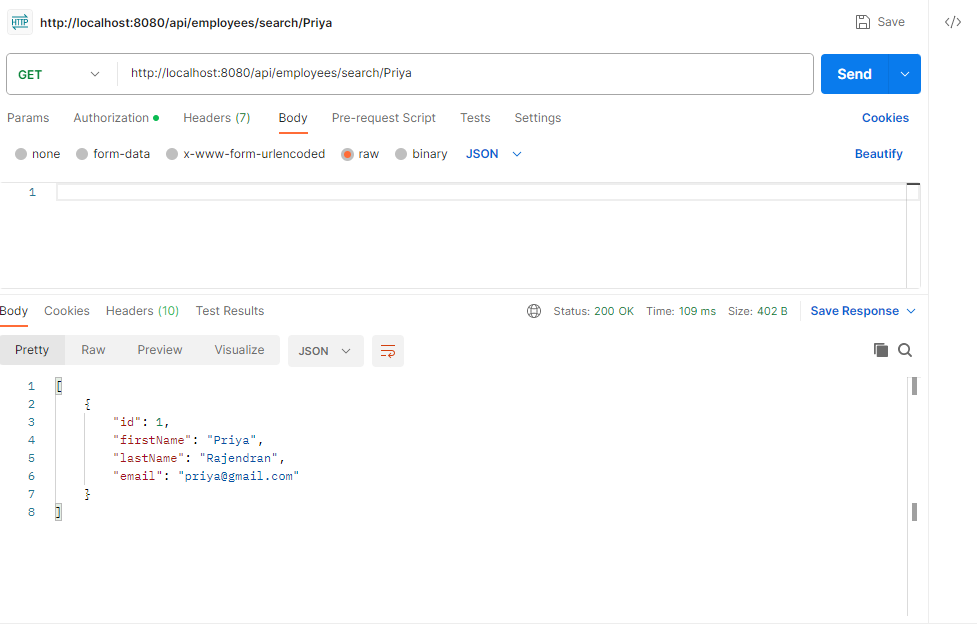 HTTP http://localhost:8080/api/employees/search/Priya Save </>
GET http://localhost:8080/api/employees/search/Priya Send
Params Authorization Headers (7) Body Pre-request Script Tests Settings Cookies
none form-data x-www-form-urlencoded raw binary JSON Beautify
1
Body Cookies Headers (10) Test Results Status: 200 OK Time: 109 ms Size: 402 B Save Response
Pretty Raw Preview Visualize JSON
1 [
2 {
3 "id": 1,
4 "firstName": "Priya",
5 "lastName": "Rajendran",
6 "email": "priya@gmail.com"
7 }
8 ]